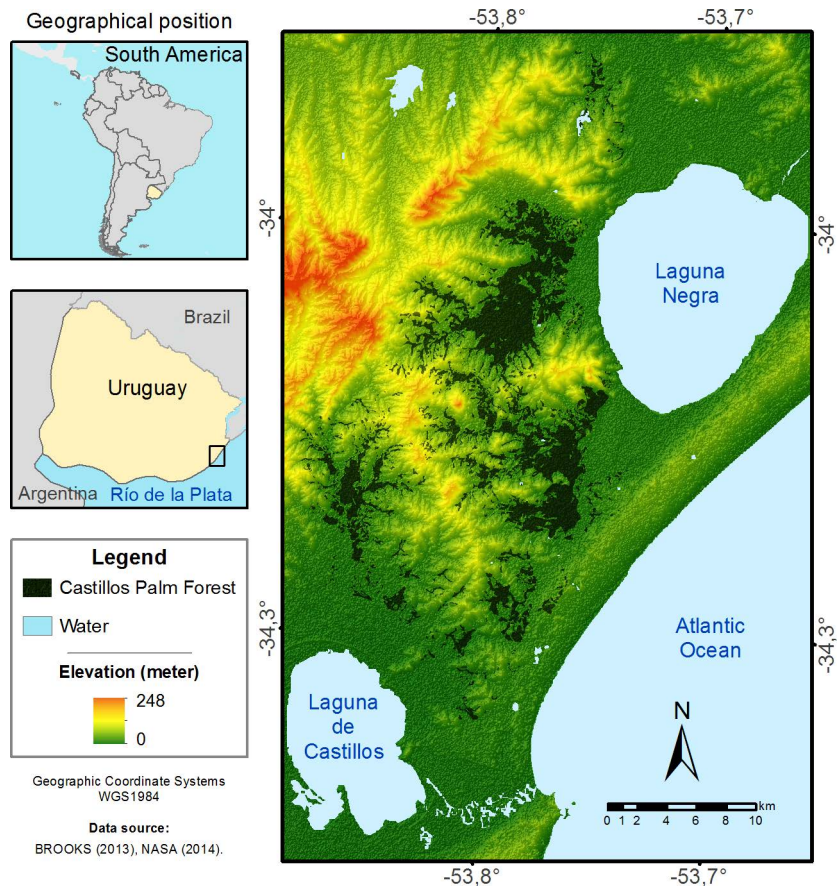 Geographical position
South America
Brazil
Uruguay
Argentina
Río de la Plata
Legend
Castillos Palm Forest
Water
Elevation (meter)
248
0
Geographic Coordinate Systems
WGS1984
Data source:
BROOKS (2013), NASA (2014).
-53,8°
-53,7°
-34°
-34°
Laguna
Negra
-34,3°
-34,3°
Atlantic
Ocean
Laguna
de
Castillos
N
km
0 1 2 4 6 8 10
-53,8°
-53,7°